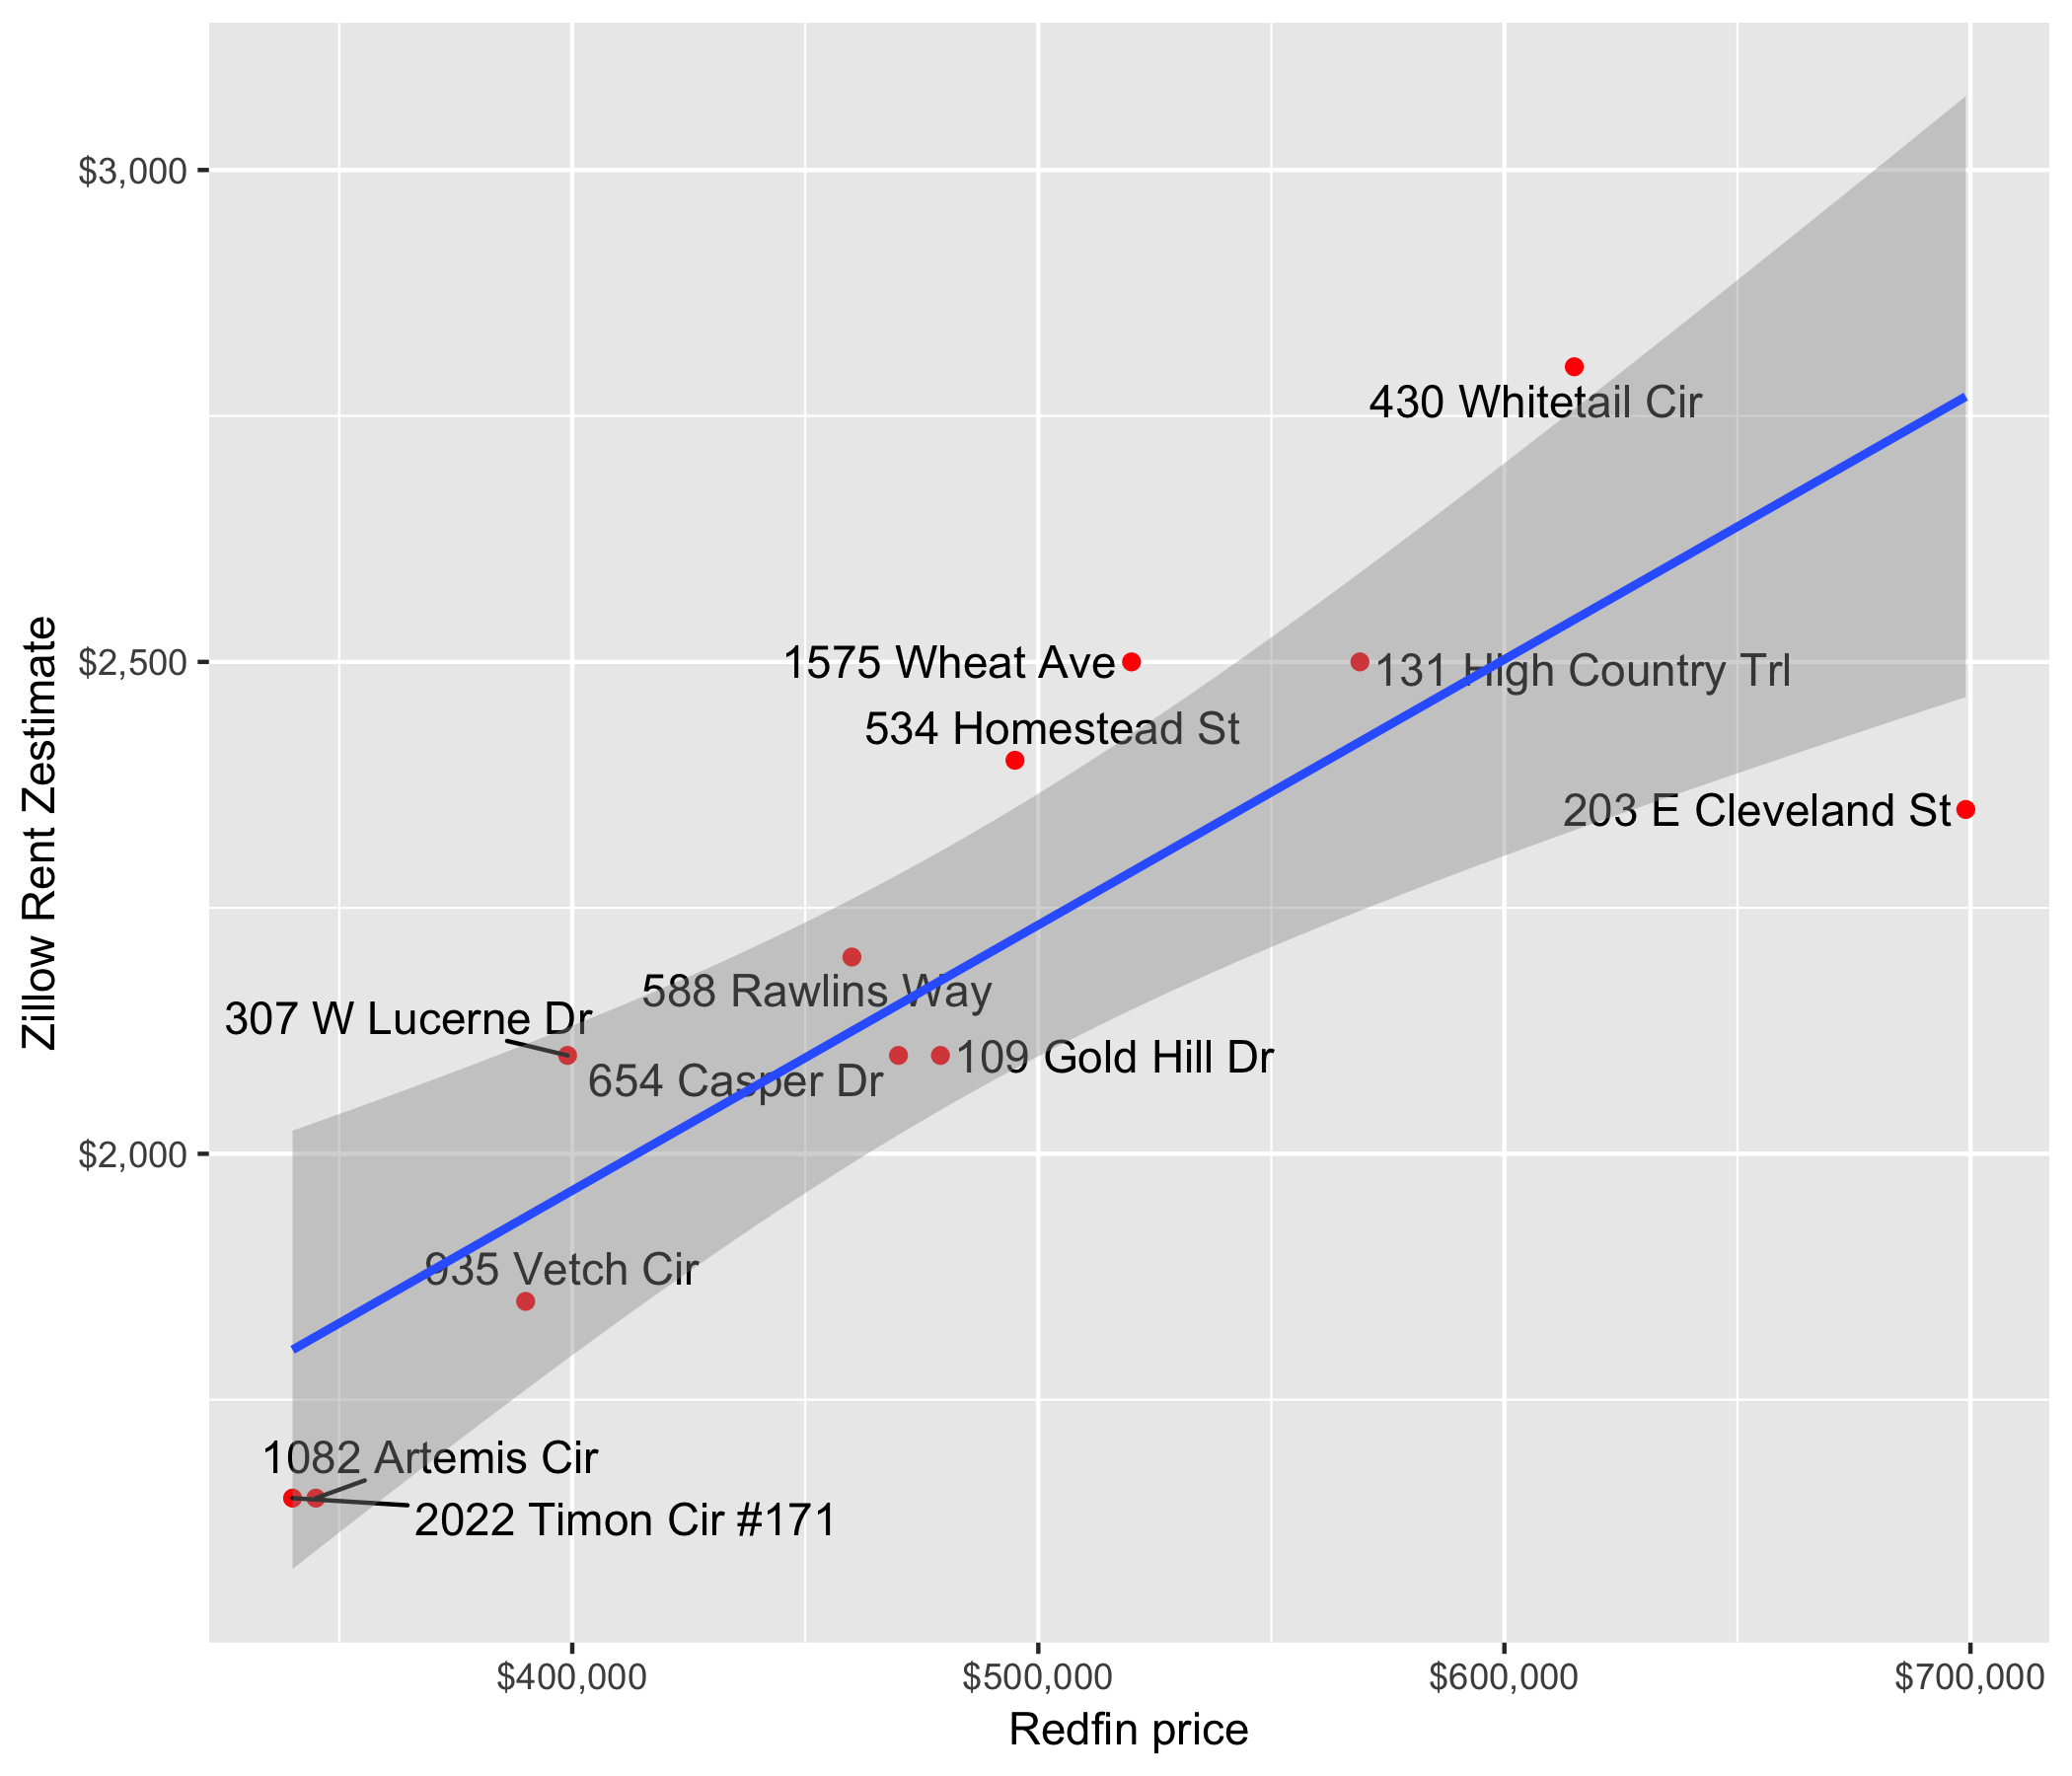 $3,000
430 Whitetail Cir
Zillow Rent Zestimate
$2,500
1575 Wheat Ave
131 High Country Trl
534 Homestead St
203 E Cleveland St
588 Rawlins Way
307 W Lucerne Dr
109 Gold Hill Dr
654 Casper Dr
$2,000
935 Vetch Cir
1082 Artemis Cir
2022 Timon Cir #171
$400,000
$500,000
$600,000
$700,000
Redfin price